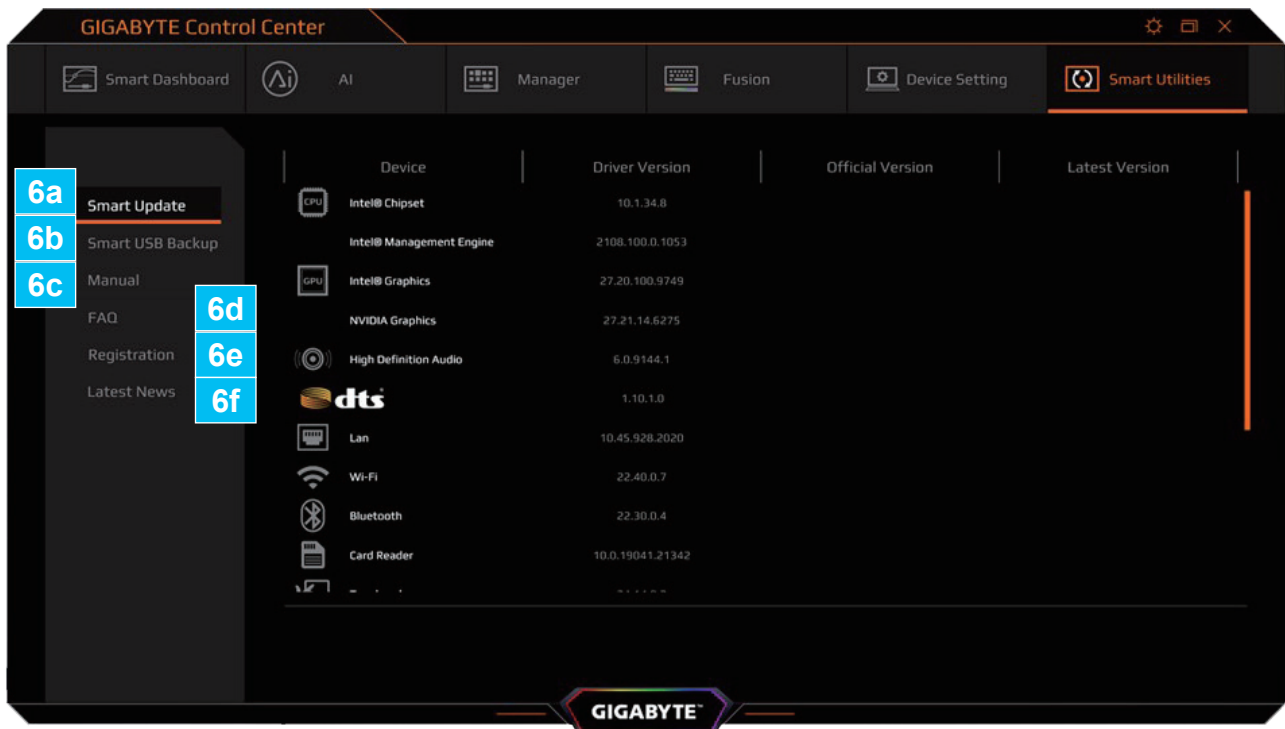 GIGABYTE Control Center
Smart Dashboard AI Manager Fusion Device Setting Smart Utilities
Device Driver Version Official Version Latest Version
6a Smart Update
6b Smart USB Backup
6c Manual
FAQ 6d
Registration 6e
Latest News 6f
CPU Intel® Chipset 10.1.34.8
Intel® Management Engine 2108.100.0.1053
GPU Intel® Graphics 27.20.100.9749
NVIDIA Graphics 27.21.14.6275
High Definition Audio 6.0.9144.1
dts 1.10.1.0
Lan 10.45.928.2020
Wi-Fi 22.40.0.7
Bluetooth 22.30.0.4
Card Reader 10.0.19041.21342
GIGABYTE™